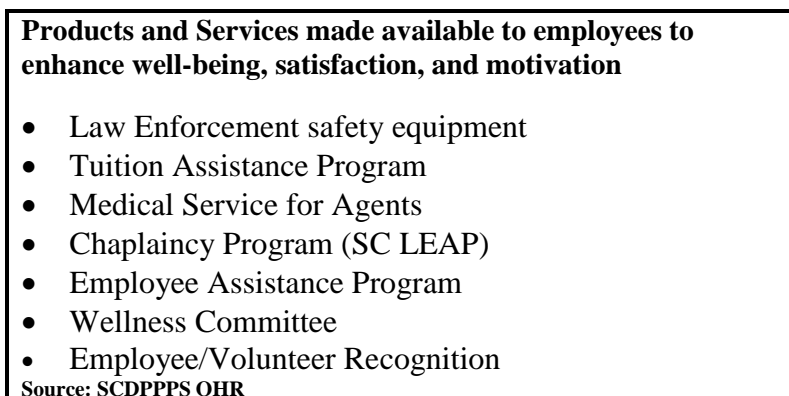 Products and Services made available to employees to
enhance well-being, satisfaction, and motivation
• Law Enforcement safety equipment
• Tuition Assistance Program
• Medical Service for Agents
• Chaplaincy Program (SC LEAP)
• Employee Assistance Program
• Wellness Committee
• Employee/Volunteer Recognition
Source: SCDPPPS OHR